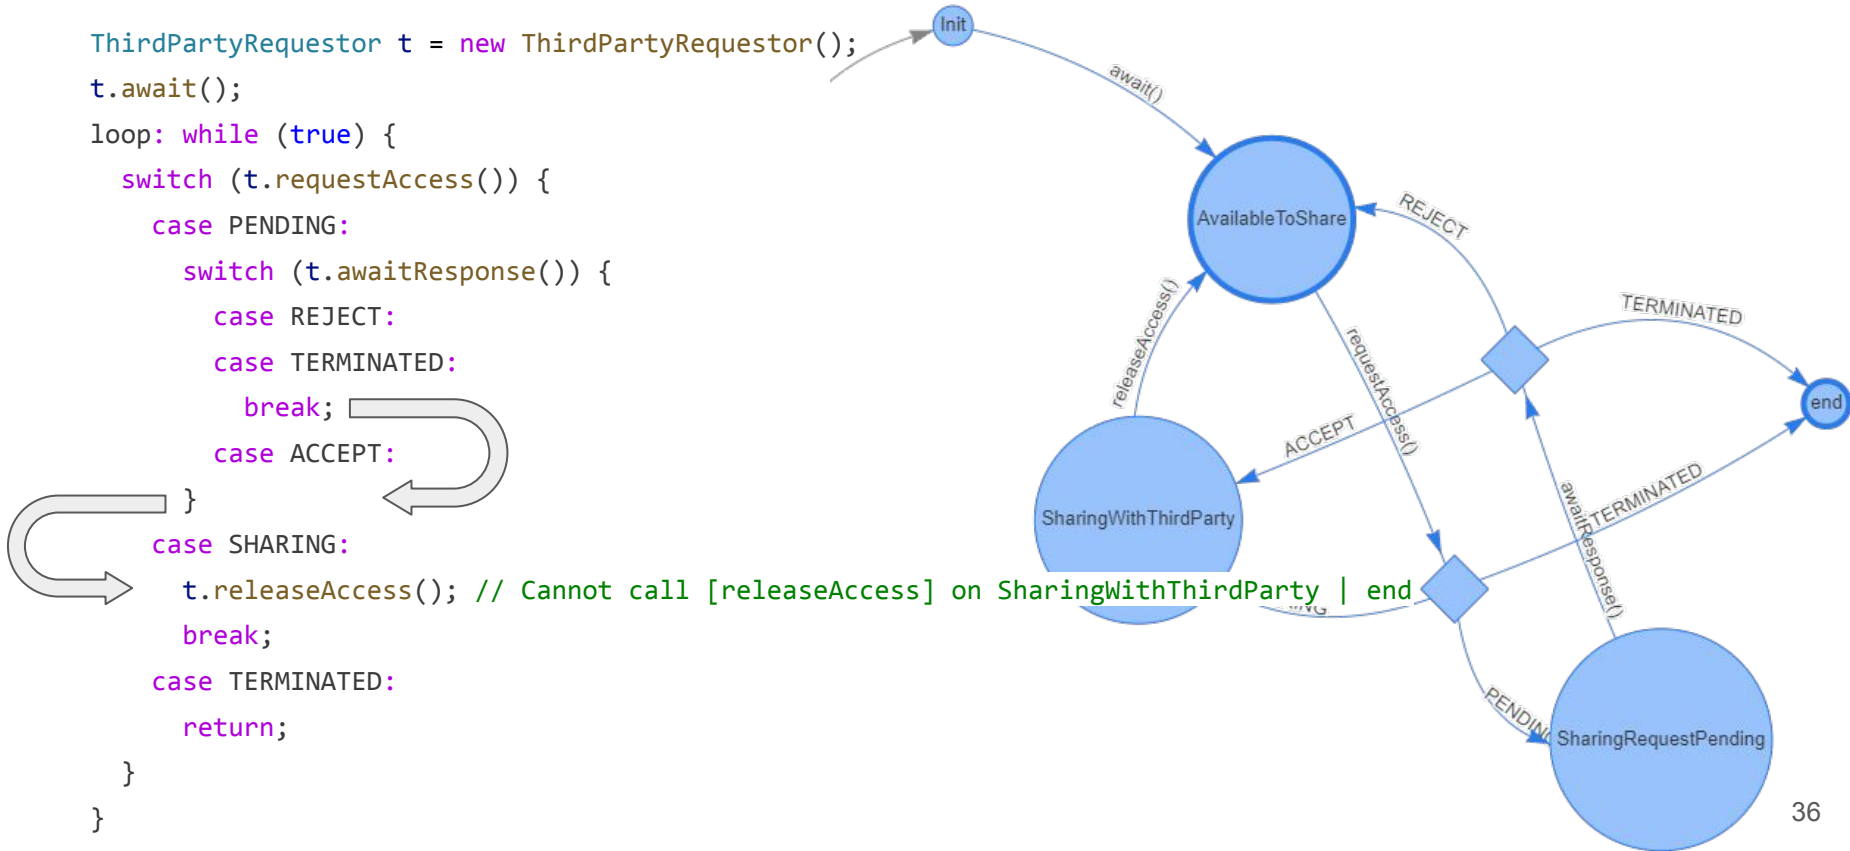 ThirdPartyRequestor t = new ThirdPartyRequestor();
t.await();
loop: while (true) {
switch (t.requestAccess()) {
case PENDING:
switch (t.awaitResponse()) {
case REJECT:
case TERMINATED:
break;
case ACCEPT:
}
case SHARING:
t.releaseAccess(); // Cannot call [releaseAccess] on SharingWithThirdParty | end
break;
case TERMINATED:
return;
}
}
Init
await()
AvailableToShare
REJECT
TERMINATED
releaseAccess()
requestAccess()
end
ACCEPT
SharingWithThirdParty
TERMINATED
awaitResponse()
PENDING
SharingRequestPending
36